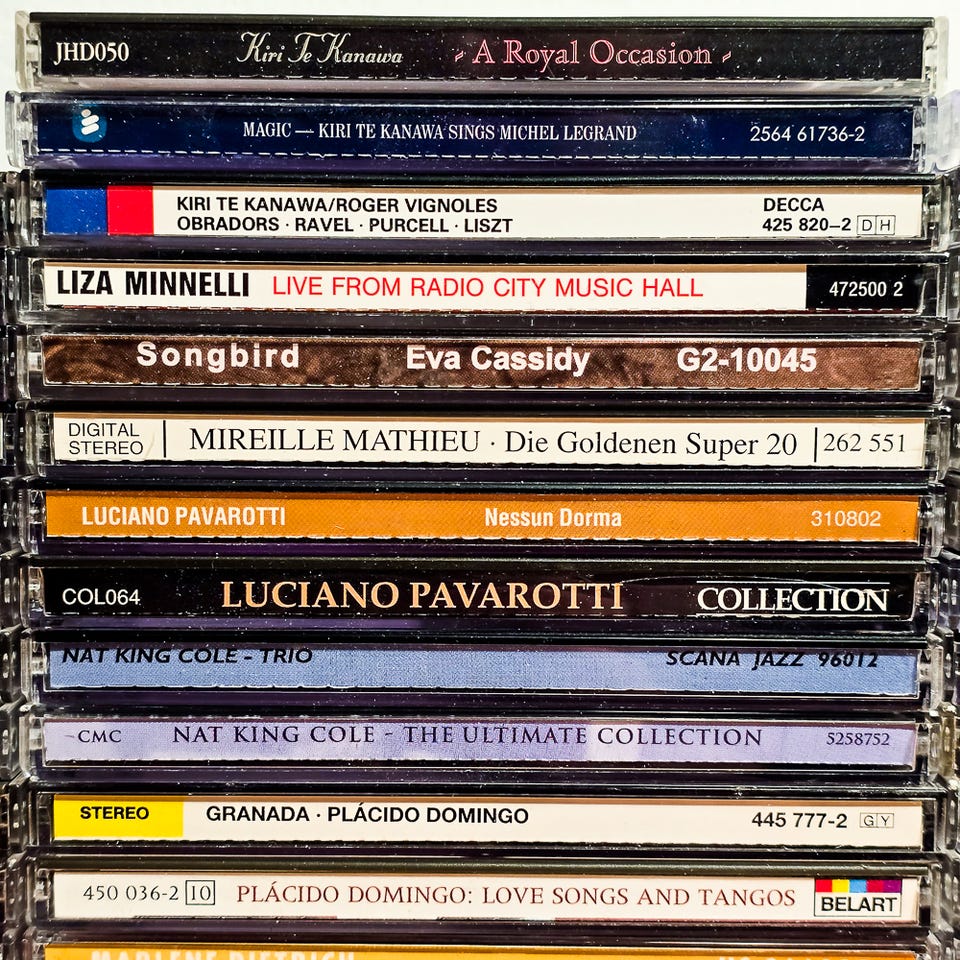 JHD050 Kiri Te Kanawa - A Royal Occasion -
MAGIC — KIRI TE KANAWA SINGS MICHEL LEGRAND 2564 61736-2
KIRI TE KANAWA/ROGER VIGNOLES DECCA
OBRADORS · RAVEL · PURCELL · LISZT 425 820–2 DH
LIZA MINNELLI LIVE FROM RADIO CITY MUSIC HALL 472500 2
Songbird Eva Cassidy G2-10045
DIGITAL
STEREO MIREILLE MATHIEU · Die Goldenen Super 20 262 551
LUCIANO PAVAROTTI Nessun Dorma 310802
COL064 LUCIANO PAVAROTTI COLLECTION
NAT KING COLE - TRIO SCANA JAZZ 96012
CMC NAT KING COLE - THE ULTIMATE COLLECTION 5258752
STEREO GRANADA · PLÁCIDO DOMINGO 445 777-2 GY
450 036-2 10 PLÁCIDO DOMINGO: LOVE SONGS AND TANGOS BELART
MARLENE DIETRICH